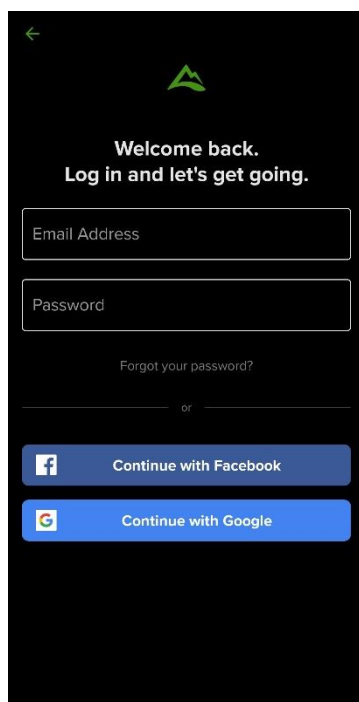 Welcome back.
Log in and let's get going.
Email Address
Password
Forgot your password?
or
Continue with Facebook
Continue with Google